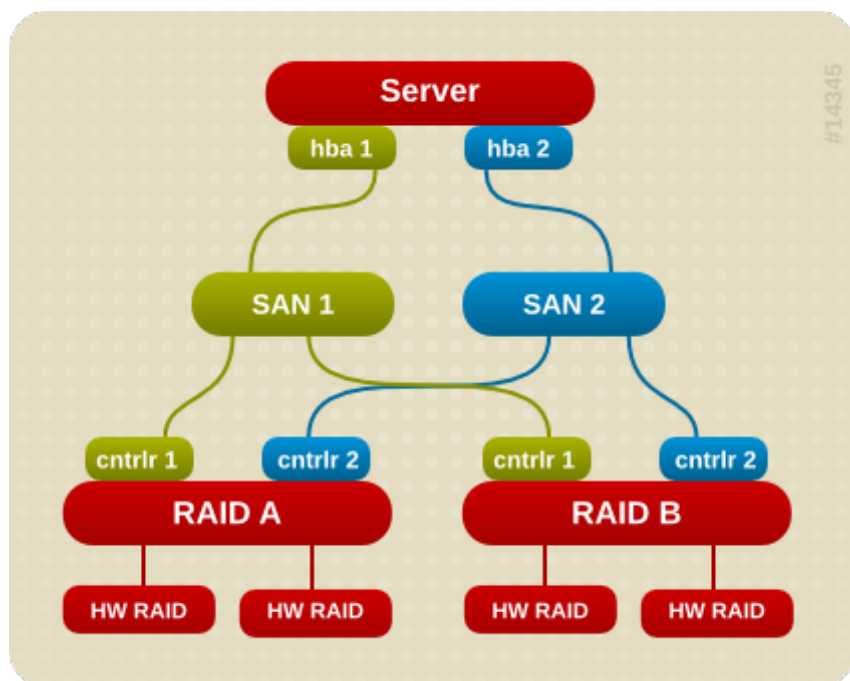 Server
#14345
hba 1
hba 2
SAN 1
SAN 2
cntrlr 1
cntrlr 2
cntrlr 1
cntrlr 2
RAID A
RAID B
HW RAID
HW RAID
HW RAID
HW RAID